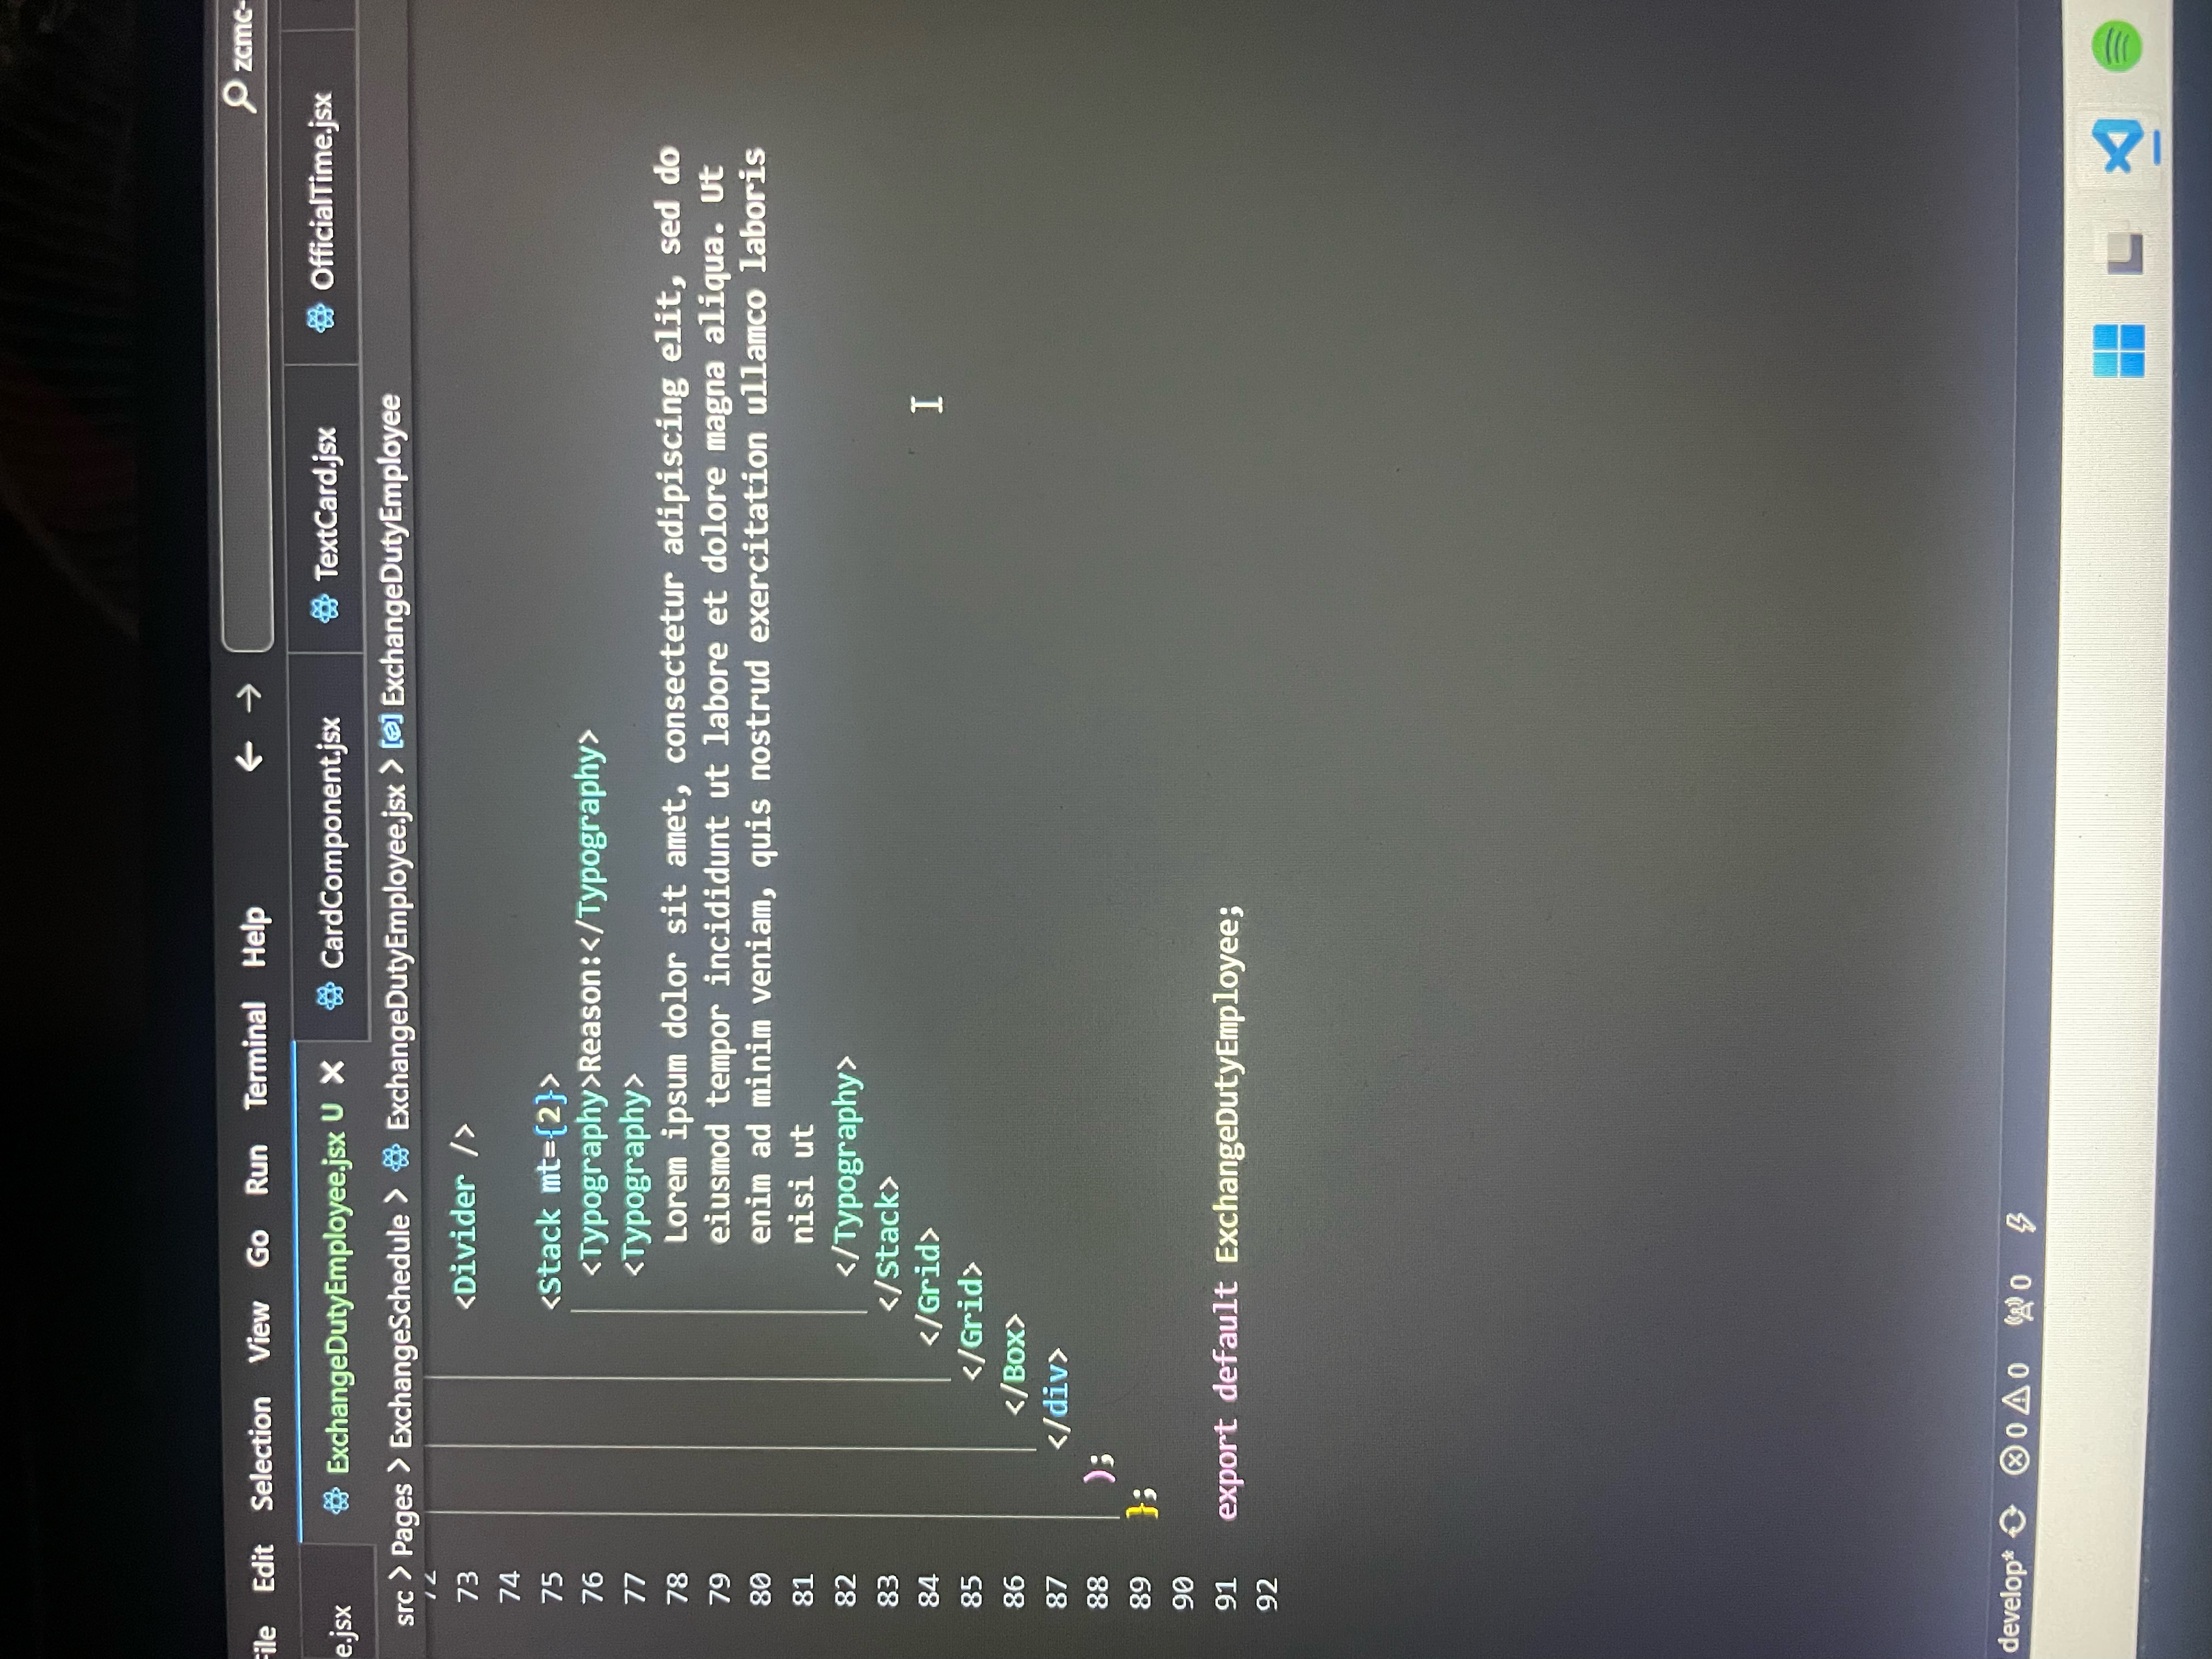 File Edit Selection View Go Run Terminal Help zcmc-
e.jsx ExchangeDutyEmployee.jsx U CardComponent.jsx TextCard.jsx OfficialTime.jsx
src > Pages > ExchangeSchedule > ExchangeDutyEmployee.jsx > ExchangeDutyEmployee
72
73 <Divider />
74
75 <Stack mt={2}>
76 <Typography>Reason:</Typography>
77 <Typography>
78 Lorem ipsum dolor sit amet, consectetur adipiscing elit, sed do
79 eiusmod tempor incididunt ut labore et dolore magna aliqua. Ut
80 enim ad minim veniam, quis nostrud exercitation ullamco laboris
81 nisi ut
82 </Typography>
83 </Stack>
84 </Grid>
85 </Grid>
86 </Box>
87 </div>
88 );
89 };
90
91 export default ExchangeDutyEmployee;
92
develop* 0 0 0